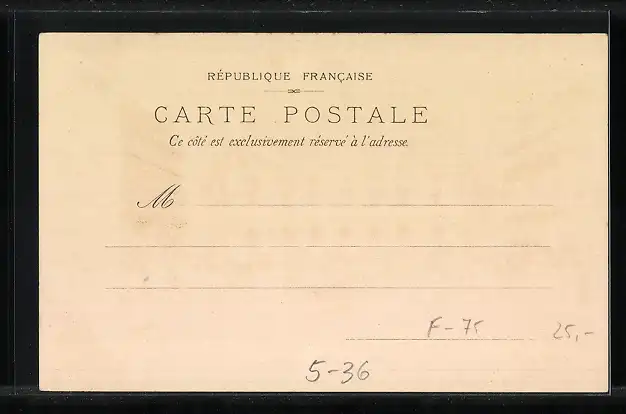 RÉPUBLIQUE FRANÇAISE
CARTE POSTALE
Ce côté est exclusivement réservé à l'adresse.
M
F-75 25,-
5-36